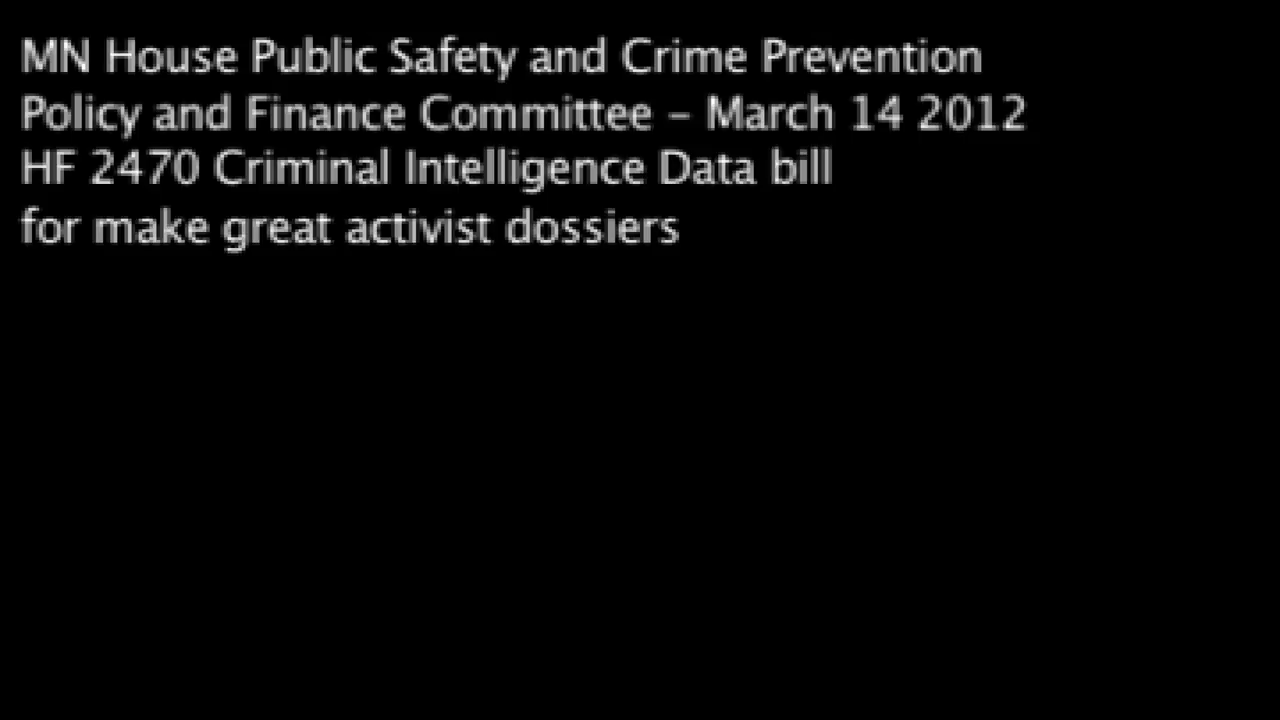 MN House Public Safety and Crime Prevention
Policy and Finance Committee – March 14 2012
HF 2470 Criminal Intelligence Data bill
for make great activist dossiers